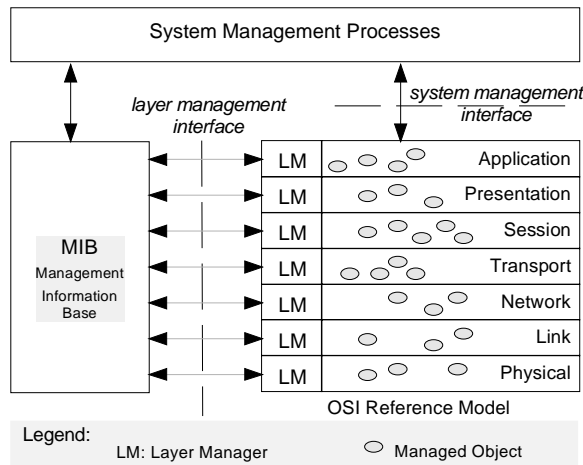 System Management Processes
layer management
interface
system management
interface
LM
Application
LM
Presentation
LM
Session
LM
Transport
LM
Network
LM
Link
LM
Physical
MIB
Management
Information
Base
OSI Reference Model
Legend:
LM: Layer Manager
Managed Object